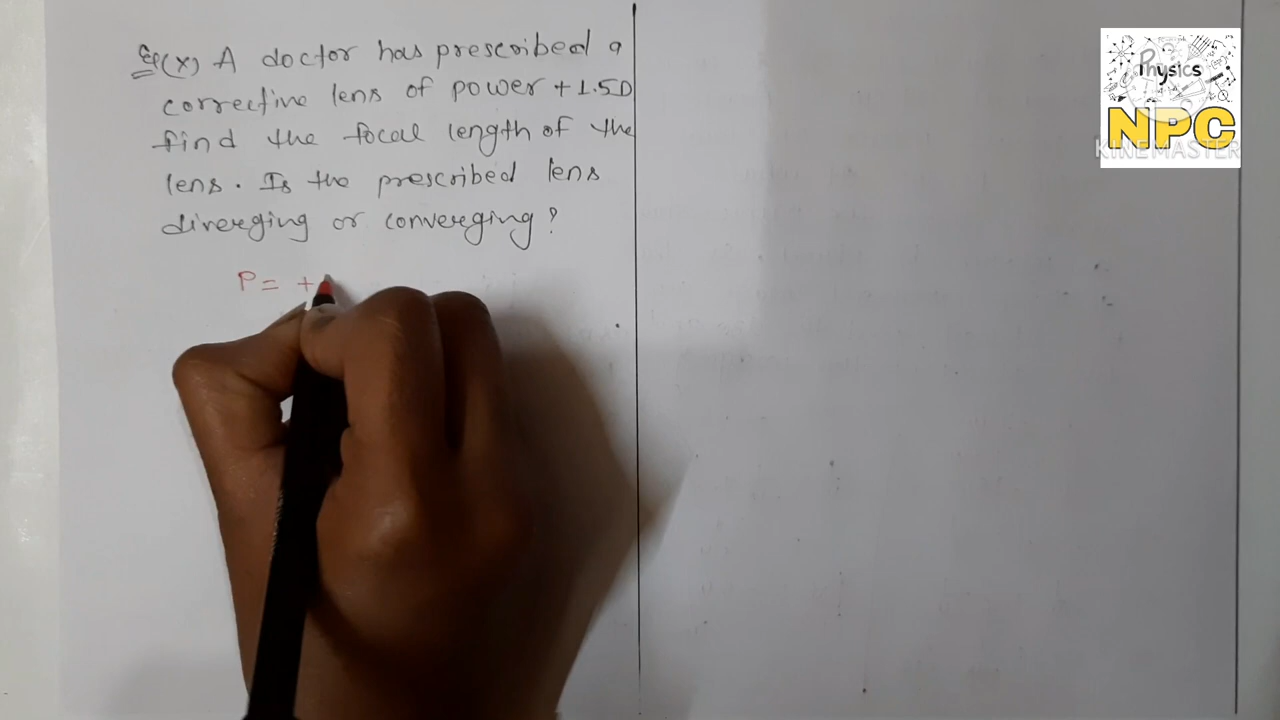 (x) A doctor has prescribed a
corrective lens of power +1.5D
find the focal length of the
lens. Is the prescribed lens
diverging or converging?
P = +
Physics
NPC
KINEMASTER